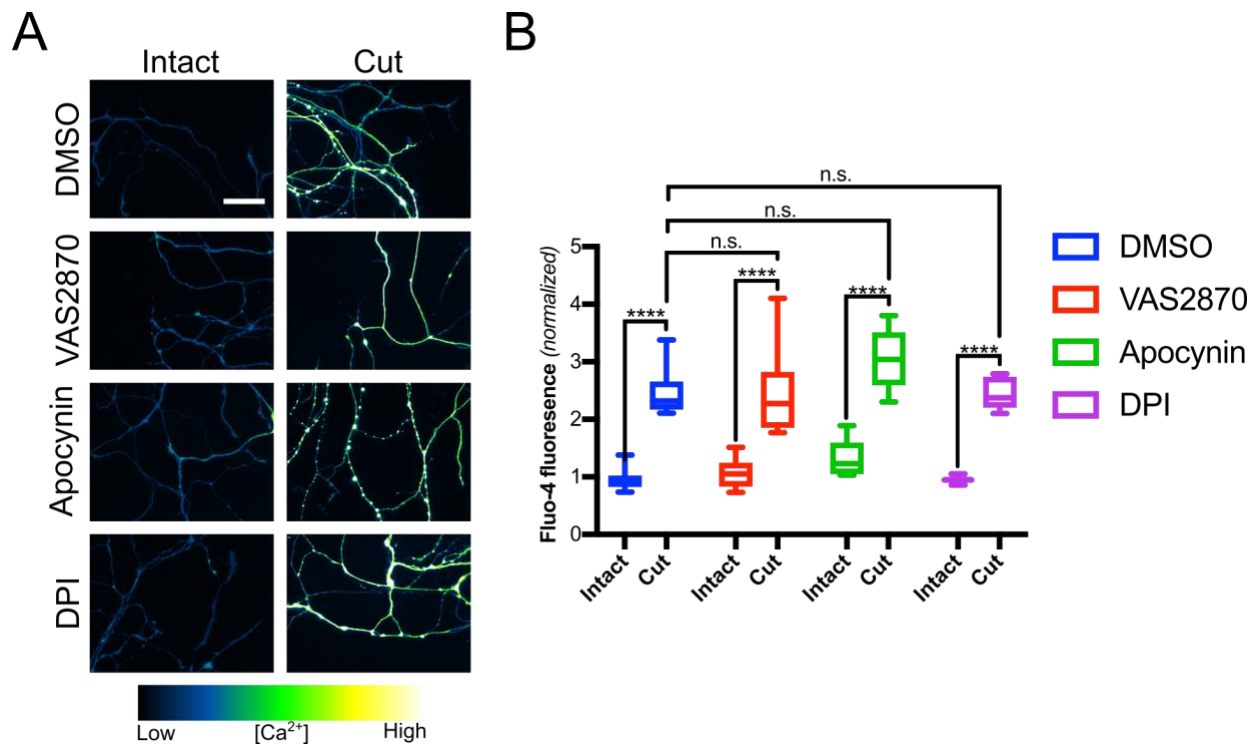 A
Intact Cut
DMSO
VAS2870
Apocynin
DPI
Low [Ca²⁺] High
B
n.s.
n.s.
n.s.
****
****
****
****
Fluo-4 fluoresence (normalized)
5
4
3
2
1
0
Intact Cut Intact Cut Intact Cut Intact Cut
DMSO
VAS2870
Apocynin
DPI